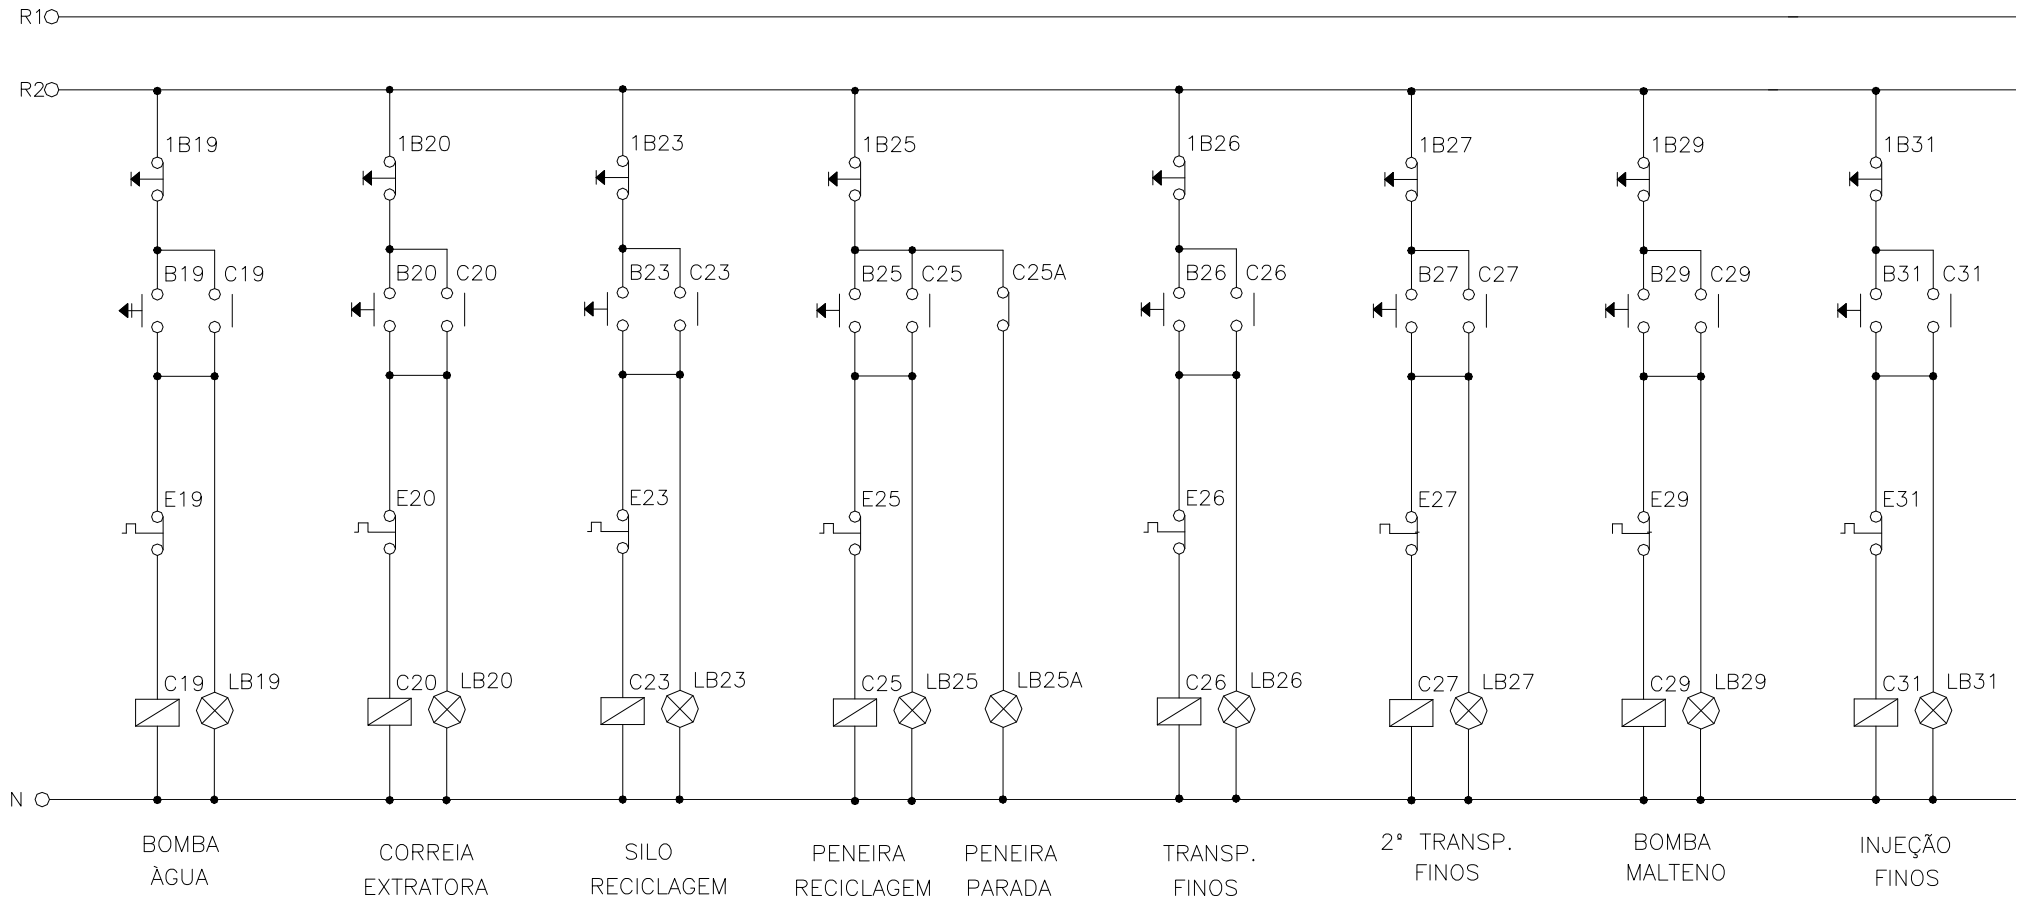 R1
R2
1B19 1B20 1B23 1B25 1B26 1B27 1B29 1B31
B19 C19 B20 C20 B23 C23 B25 C25 C25A B26 C26 B27 C27 B29 C29 B31 C31
E19 E20 E23 E25 E26 E27 E29 E31
C19 LB19 C20 LB20 C23 LB23 C25 LB25 LB25A C26 LB26 C27 LB27 C29 LB29 C31 LB31
N
BOMBA
ÀGUA
CORREIA
EXTRATORA
SILO
RECICLAGEM
PENEIRA
RECICLAGEM
PENEIRA
PARADA
TRANSP.
FINOS
2ª TRANSP.
FINOS
BOMBA
MALTENO
INJEÇÃO
FINOS